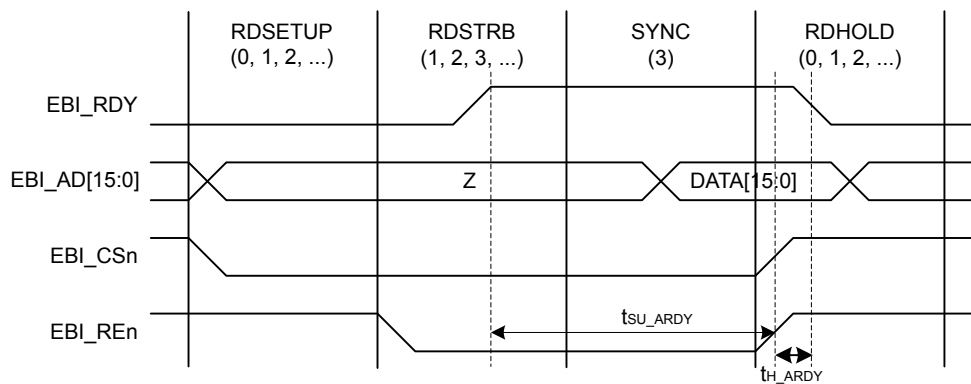 RDSETUP RDSTRB SYNC RDHOLD
(0, 1, 2, ...) (1, 2, 3, ...) (3) (0, 1, 2, ...)
EBI_RDY
EBI_AD[15:0] Z DATA[15:0]
EBI_CSn
EBI_REn tSU_ARDY
tH_ARDY